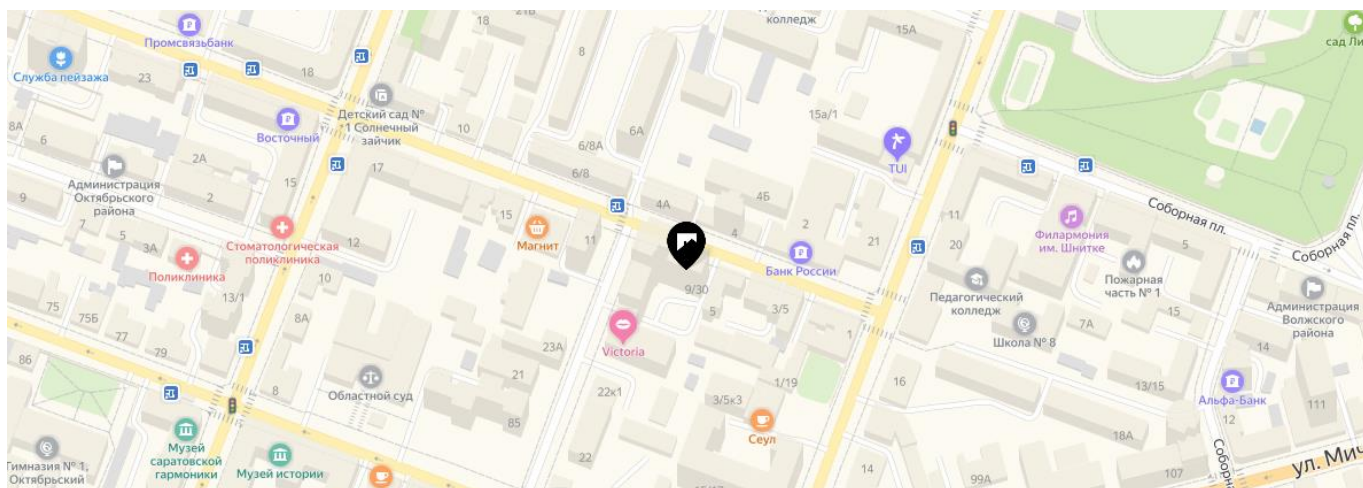 колледж
21Б
18
15А
сад Ли
Промсвязьбанк
8
Служба пейзажа
23
18
Детский сад №
1 Солнечный
зайчик
15а/1
8А
6
Восточный
10
6А
6/8А
TUI
2А
17
6/8
4Б
Администрация
Октябрьского
района
9
2
15
4А
2
11
Соборная пл.
7
5
3А
Стоматологическая
поликлиника
12
15
Магнит
11
4
21
20
Филармония
им. Шнитке
5
Соборная пл.
Поликлиника
10
Банк России
Педагогический
колледж
Пожарная
часть № 1
13/1
9/30
Администрация
Волжского
района
75
75Б
77
79
8А
5
3/5
1
Школа № 8
7А
15
86
23А
Victoria
14
8
Областной суд
21
22к1
1/19
16
13/15
Альфа-Банк
85
3/5к3
111
Музей
саратовской
гармоники
Сеул
18А
12
Гимназия № 1,
Октябрьский
Музей истории
22
14
99А
107
Соборная
ул. Мич